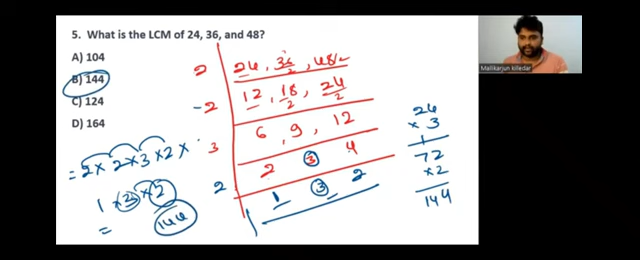 5. What is the LCM of 24, 36, and 48?
A) 104
B) 144
C) 124
D) 164
2 24, 36, 48
2 12, 18/2, 24/2
3 6, 9, 12
2 2 3 4
1 3 2
= 2 x 2 x 3 x 2 x
1 x 3 x 2
= 144
24
x 3
72
x 2
144
Mallikarjun killedar